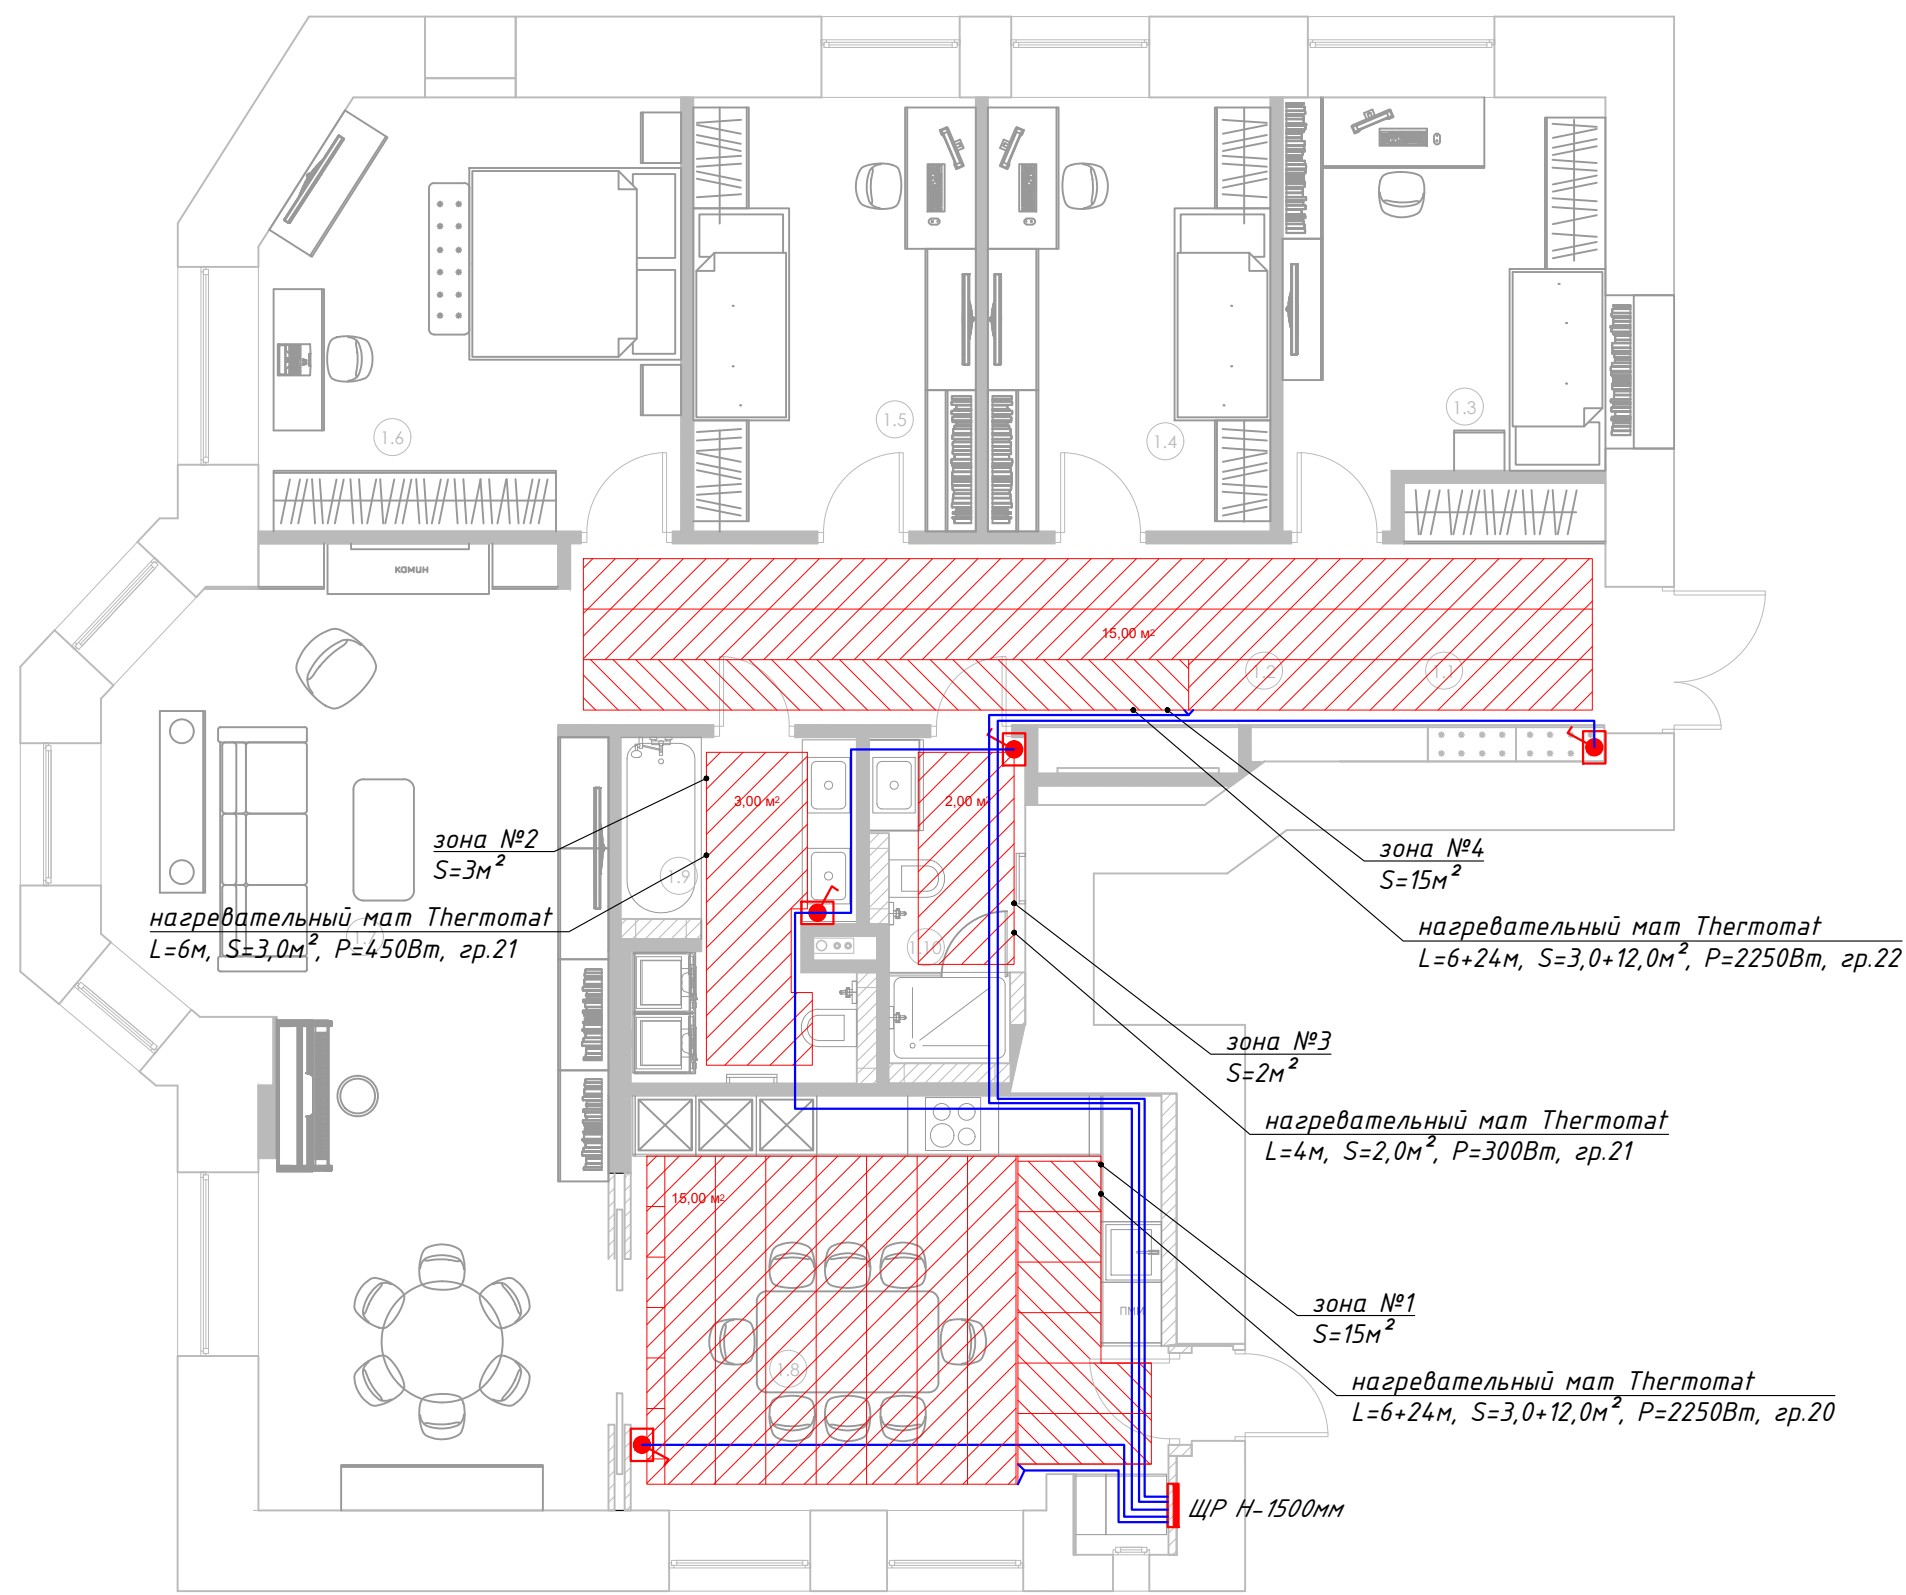 1.6
1.5
1.4
1.3
КАМИН
15,00 м²
1.2
1.1
3,00 м²
2,00 м²
зона №2
S=3м²
1.9
зона №4
S=15м²
нагревательный мат Thermomat
L=6м, S=3,0м², P=450Вт, гр.21
1.10
нагревательный мат Thermomat
L=6+24м, S=3,0+12,0м², P=2250Вт, гр.22
зона №3
S=2м²
нагревательный мат Thermomat
L=4м, S=2,0м², P=300Вт, гр.21
15,00 м²
зона №1
S=15м²
ПММ
1.8
нагревательный мат Thermomat
L=6+24м, S=3,0+12,0м², P=2250Вт, гр.20
ЩР Н-1500мм